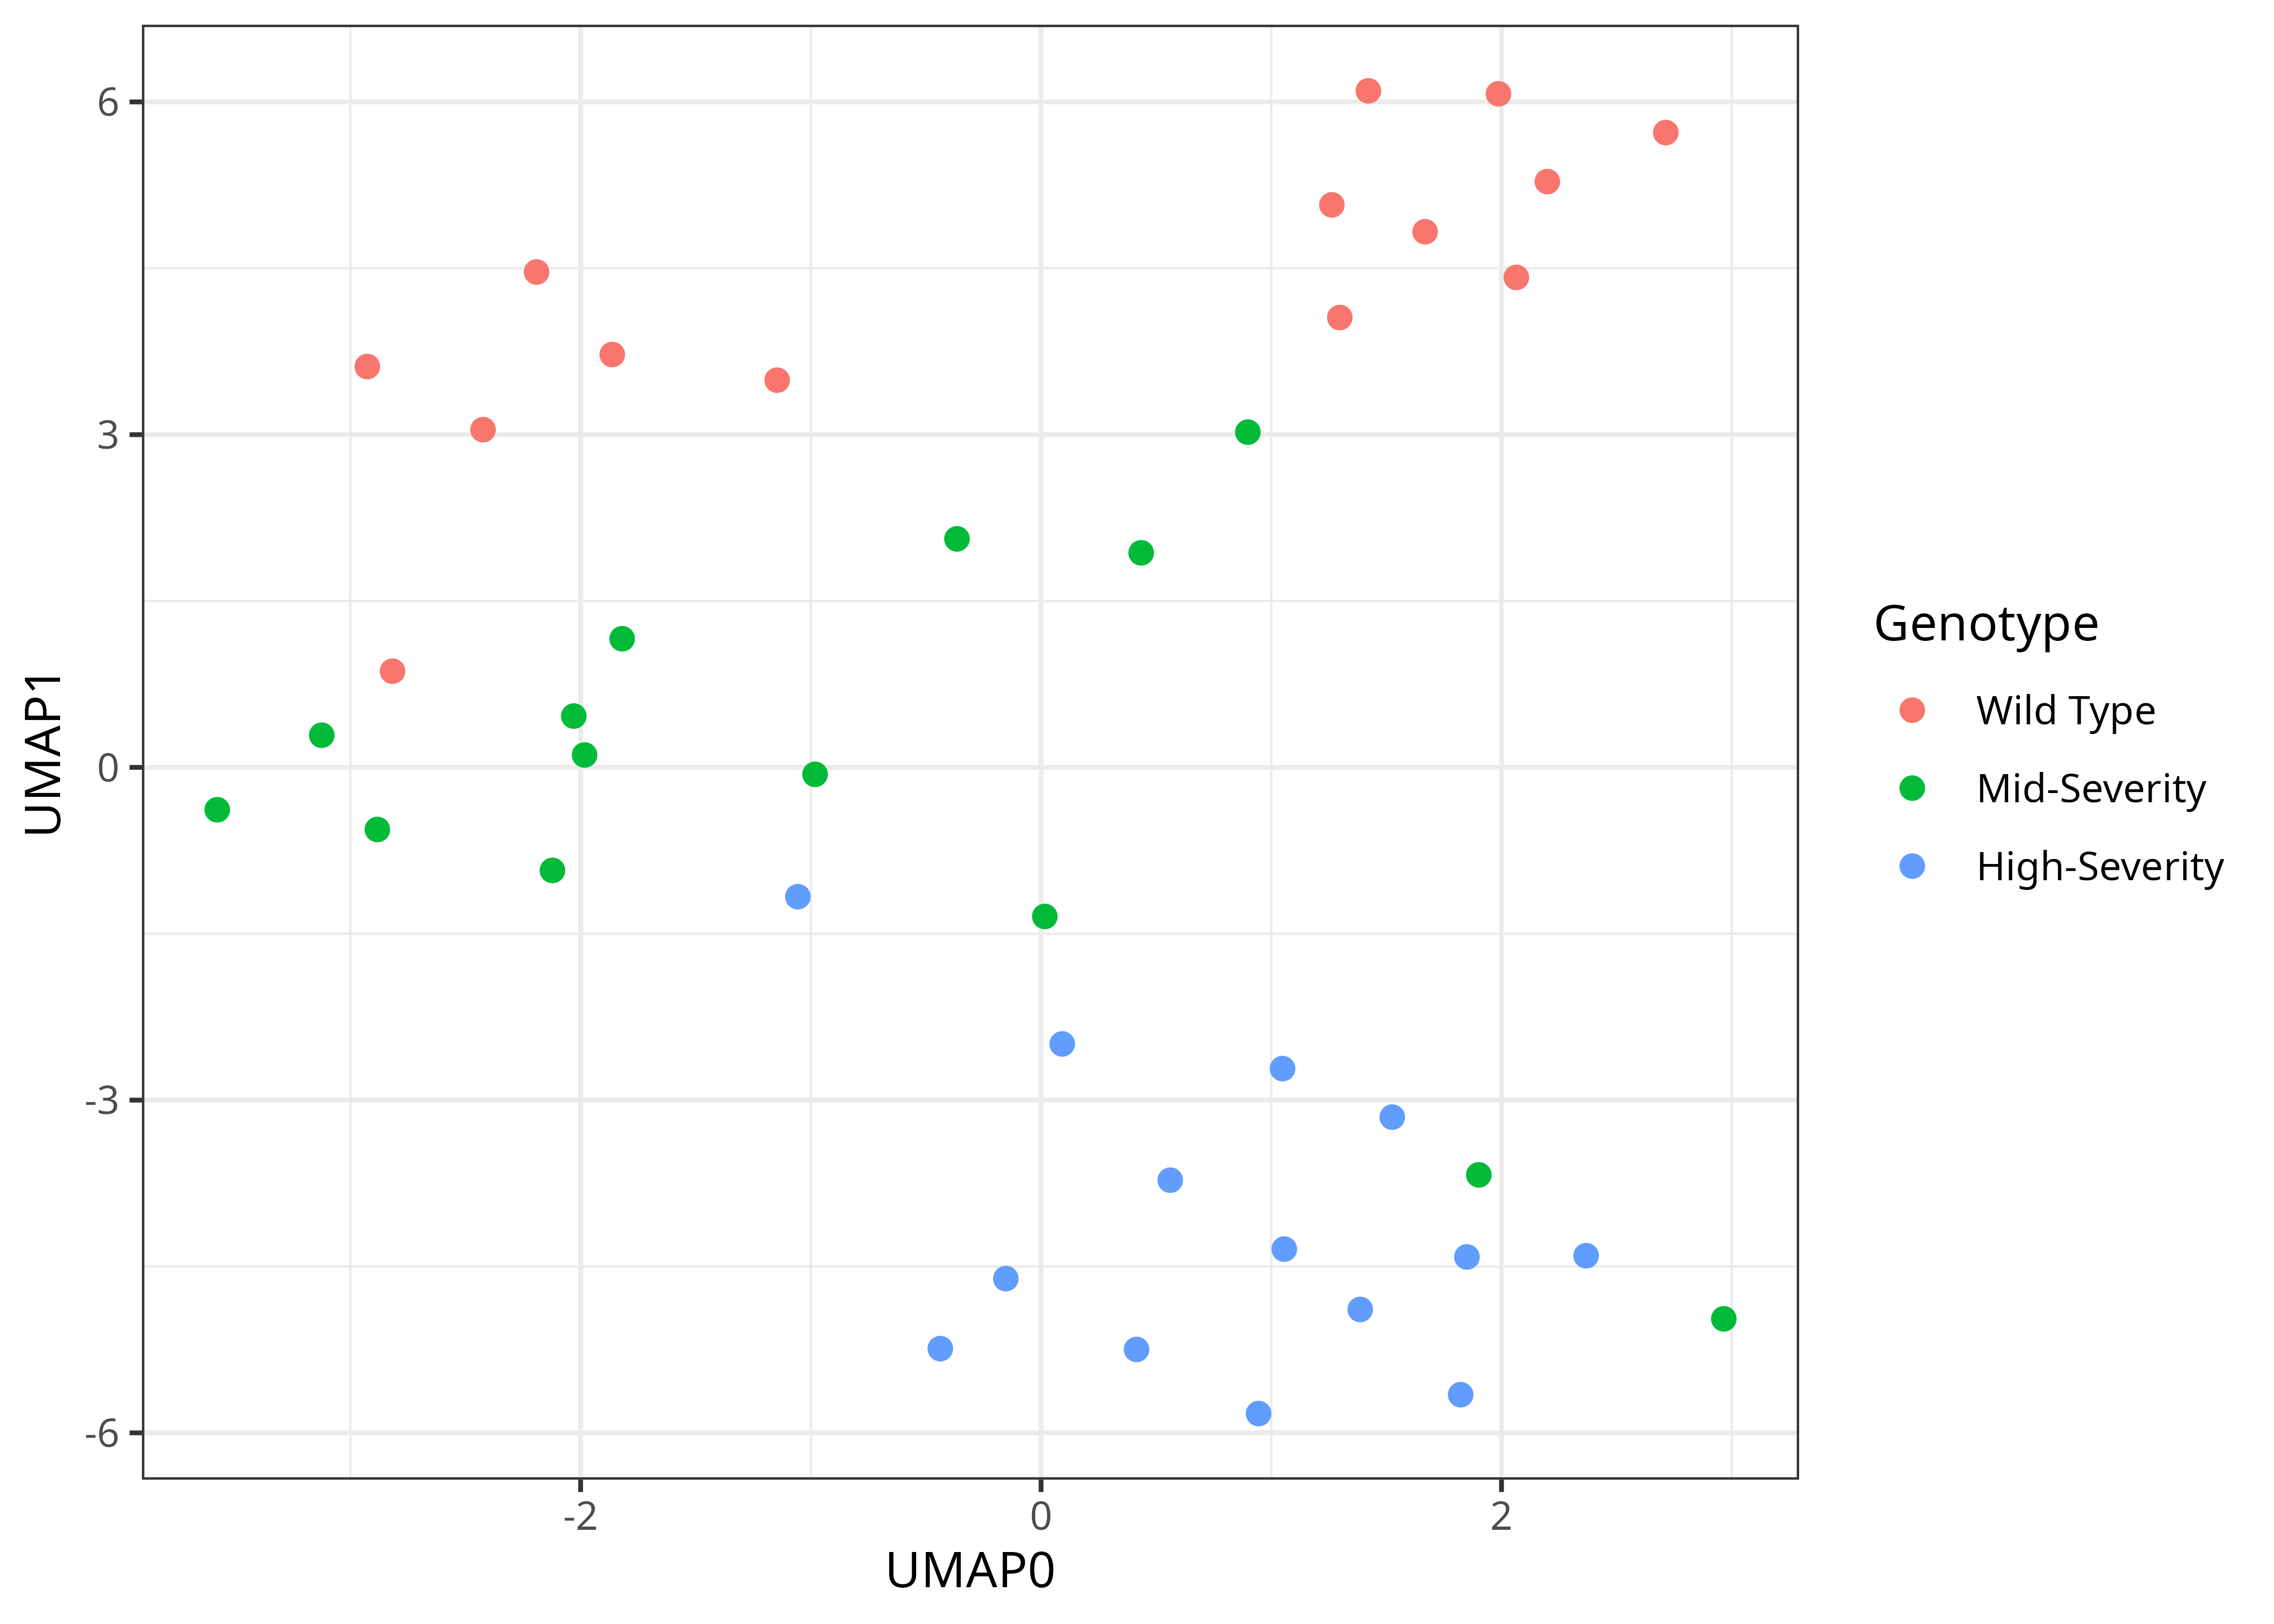 6
3
0
-3
-6
UMAP1
-2
0
2
UMAP0
Genotype
Wild Type
Mid-Severity
High-Severity